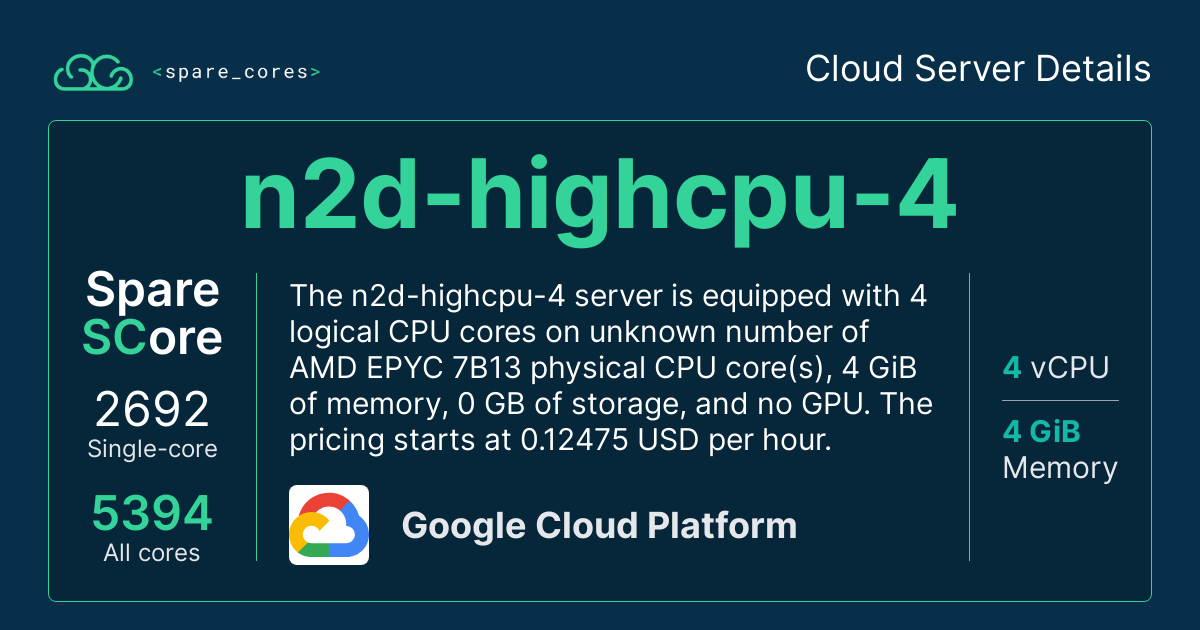 <spare_cores>
Cloud Server Details
n2d-highcpu-4
Spare
SCore
2692
Single-core
5394
All cores
The n2d-highcpu-4 server is equipped with 4
logical CPU cores on unknown number of
AMD EPYC 7B13 physical CPU core(s), 4 GiB
of memory, 0 GB of storage, and no GPU. The
pricing starts at 0.12475 USD per hour.
Google Cloud Platform
4 vCPU
4 GiB
Memory